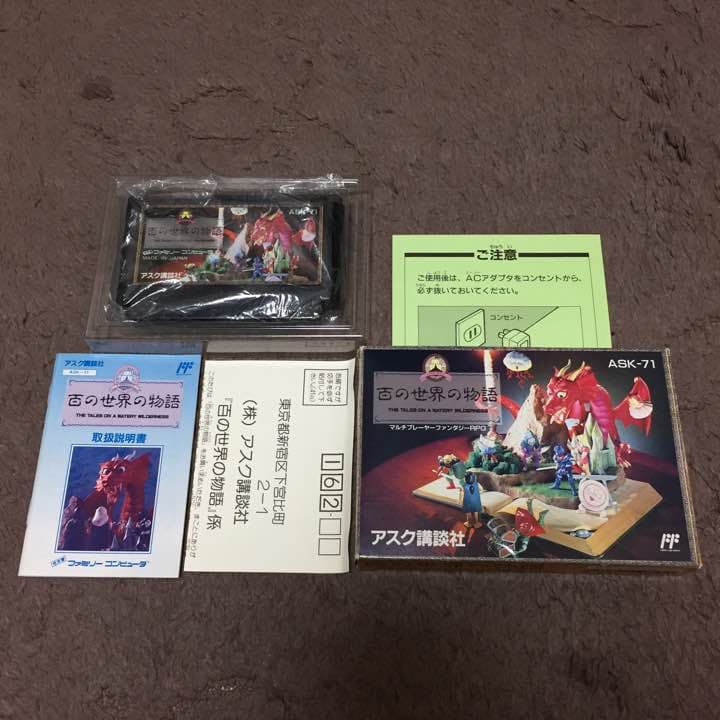 百の世界の物語
ASK-71
ファミリーコンピュータ
MADE IN JAPAN
アスク講談社
ちゅう い
ご注意
ご使用後は、ACアダプタをコンセントから、
必ず抜いておいてください。
コンセント
アスク講談社
ASK-71
百の世界の物語
THE TALES ON A WATERY WILDERNESS
取扱説明書
ファミリー コンピュータ
162-
東京都新宿区下宮比町
2-1
(株) アスク講談社
『百の世界の物語』係
ASK-71
百の世界の物語
THE TALES ON A WATERY WILDERNESS
マルチプレーヤーファンタジーRPG
アスク講談社